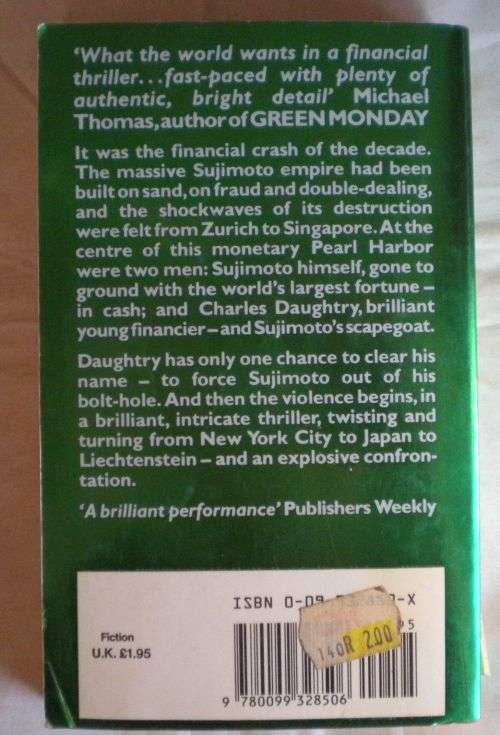 ‘What the world wants in a financial
thriller...fast-paced with plenty of
authentic, bright detail’ Michael
Thomas, author of GREEN MONDAY
It was the financial crash of the decade.
The massive Sujimoto empire had been
built on sand, on fraud and double-dealing,
and the shockwaves of its destruction
were felt from Zurich to Singapore. At the
centre of this monetary Pearl Harbor
were two men: Sujimoto himself, gone to
ground with the world's largest fortune –
in cash; and Charles Daughtry, brilliant
young financier – and Sujimoto's scapegoat.
Daughtry has only one chance to clear his
name – to force Sujimoto out of his
bolt-hole. And then the violence begins, in
a brilliant, intricate thriller, twisting and
turning from New York City to Japan to
Liechtenstein – and an explosive confron-
tation.
‘A brilliant performance’ Publishers Weekly
ISBN 0-09-
-X
Fiction
U.K. £1.95
140R 2.00
9 780099 328506